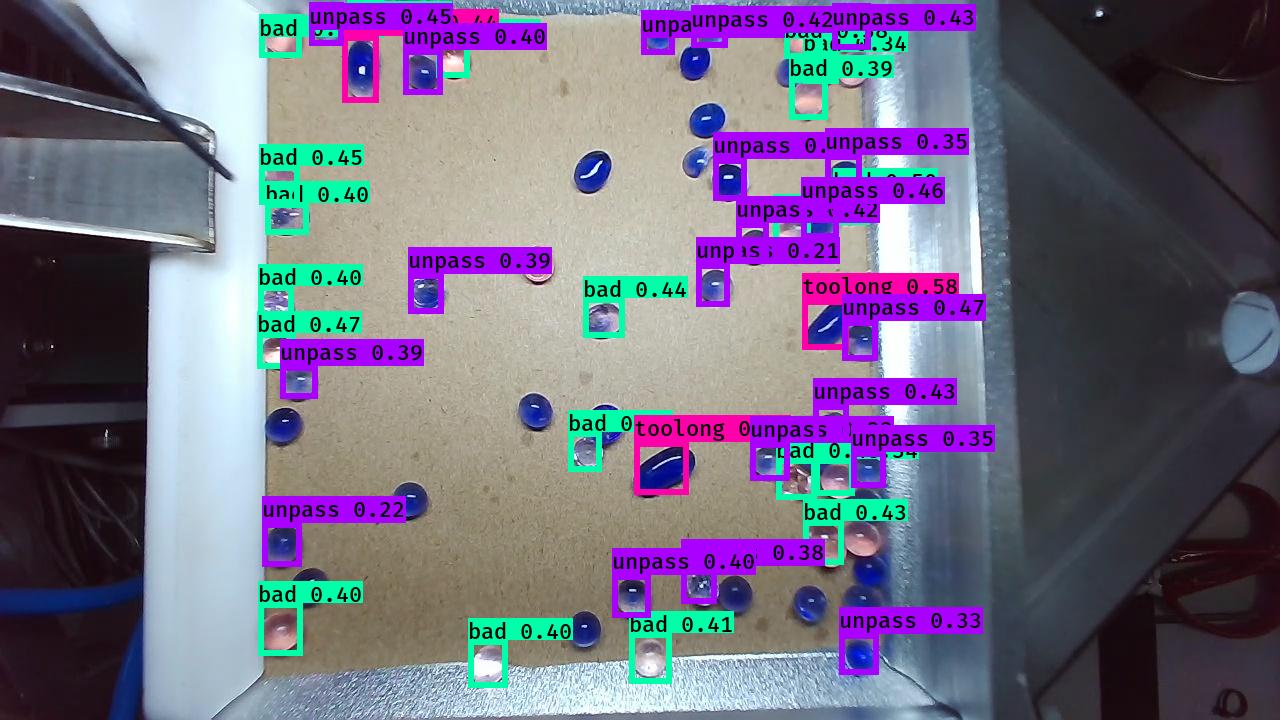 unpass 0.45
unpass 0.42
unpass 0.43
bad
unpass 0.40
bad 0.39
unpass 0.35
bad 0.45
bad 0.40
unpass 0.46
unpass 0.21
unpass 0.39
bad 0.40
bad 0.44
toolong 0.58
unpass 0.47
bad 0.47
unpass 0.39
unpass 0.43
toolong
unpass
unpass 0.35
unpass 0.22
bad 0.43
unpass 0.40
0.38
bad 0.40
bad 0.40
bad 0.41
unpass 0.33